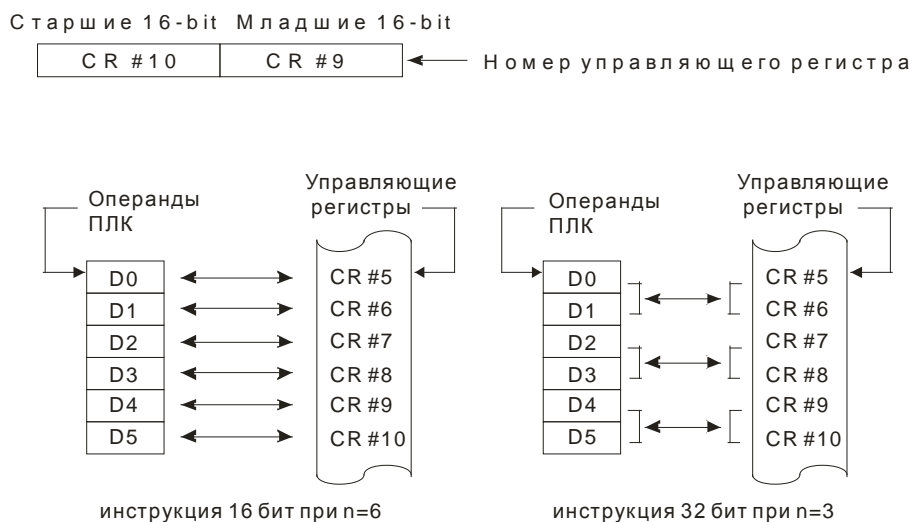 Старшие 16-bit Младшие 16-bit
CR #10 CR #9
Номер управляющего регистра
Операнды
ПЛК
Управляющие
регистры
D0 CR #5
D1 CR #6
D2 CR #7
D3 CR #8
D4 CR #9
D5 CR #10
инструкция 16 бит при n=6
Операнды
ПЛК
Управляющие
регистры
D0 CR #5
D1 CR #6
D2 CR #7
D3 CR #8
D4 CR #9
D5 CR #10
инструкция 32 бит при n=3